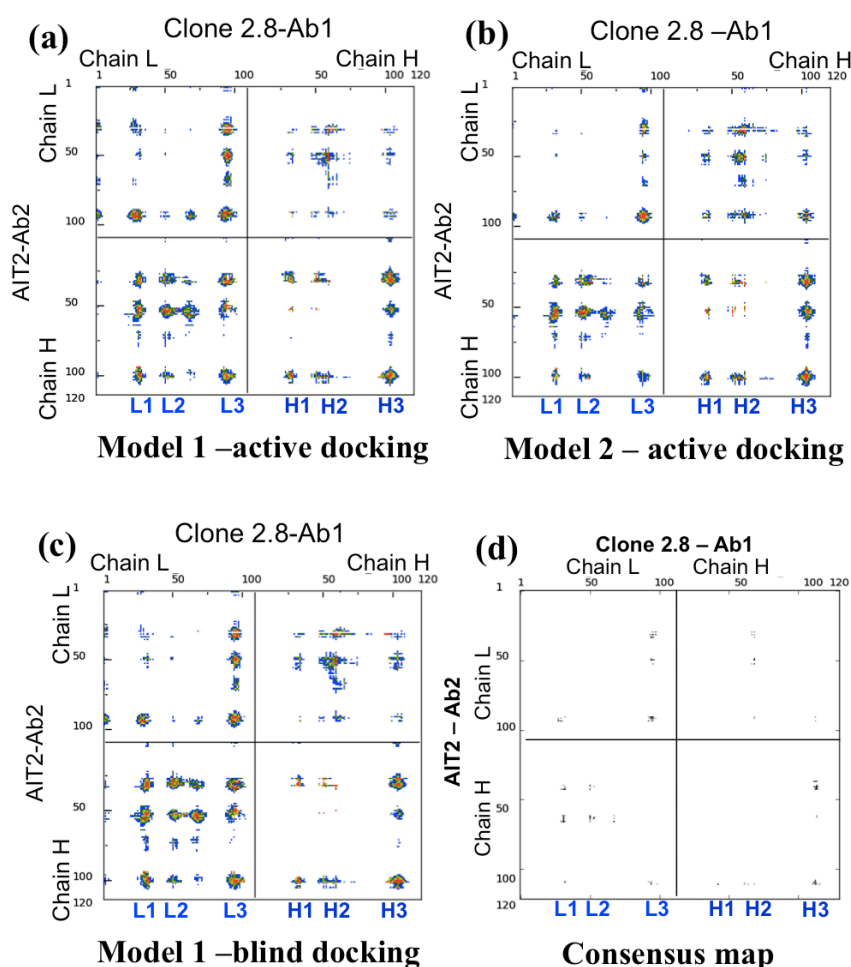 (a)
Clone 2.8-Ab1
Chain L
Chain H
1
50
100
50
100
120
1
50
100
50
100
120
Chain L
AIT2-Ab2
Chain H
L1 L2 L3 H1 H2 H3
Model 1 –active docking
(b)
Clone 2.8 –Ab1
Chain L
Chain H
1
50
100
50
100
120
1
50
100
50
100
120
Chain L
AIT2-Ab2
Chain H
L1 L2 L3 H1 H2 H3
Model 2 – active docking
(c)
Clone 2.8-Ab1
Chain L
Chain H
1
50
100
50
100
120
1
50
100
50
100
120
Chain L
AIT2-Ab2
Chain H
L1 L2 L3 H1 H2 H3
Model 1 –blind docking
(d)
Clone 2.8 – Ab1
Chain L
Chain H
1
50
100
50
100
120
1
50
100
50
100
120
Chain L
AIT2 – Ab2
Chain H
L1 L2 L3 H1 H2 H3
Consensus map